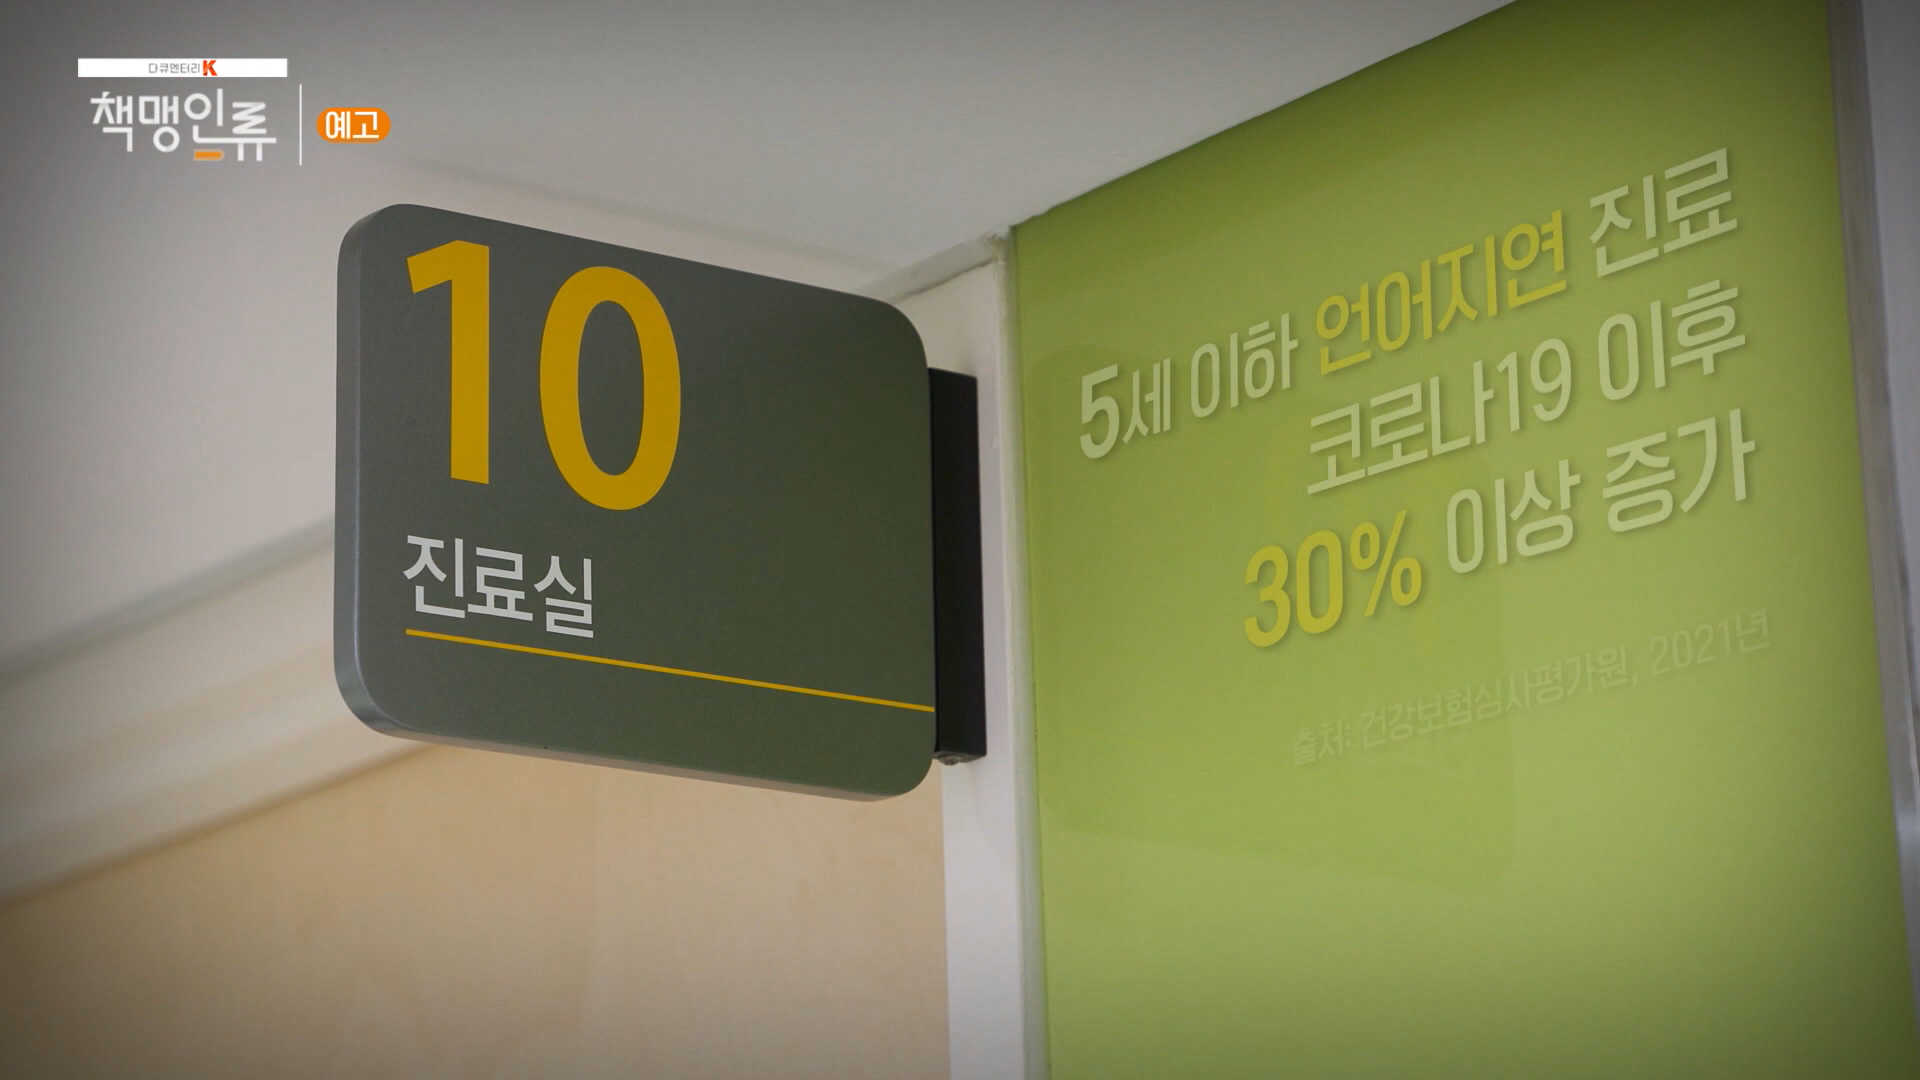 다큐멘터리K
책맹인류
예고
10
진료실
5세 이하 언어지연 진료
코로나19 이후
30% 이상 증가
출처: 건강보험심사평가원, 2021년